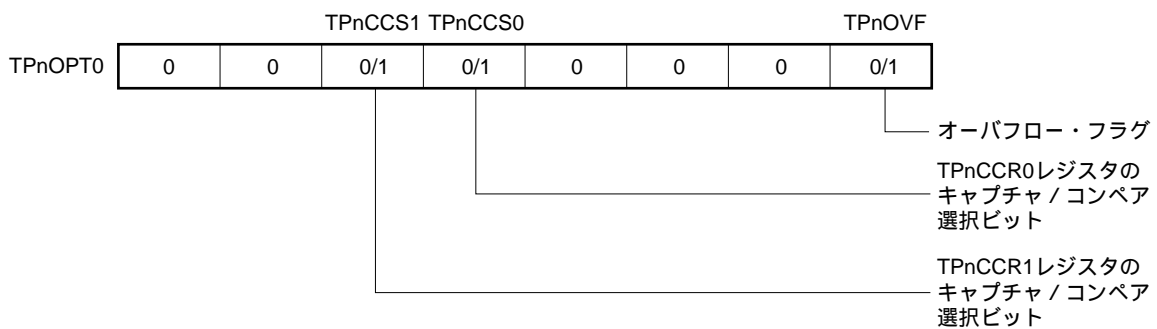 TPnCCS1 TPnCCS0 TPnOVF
TPnOPT0 0 0 0/1 0/1 0 0 0 0/1
オーバフロー・フラグ
TPnCCR0レジスタの
キャプチャ／コンペア
選択ビット
TPnCCR1レジスタの
キャプチャ／コンペア
選択ビット